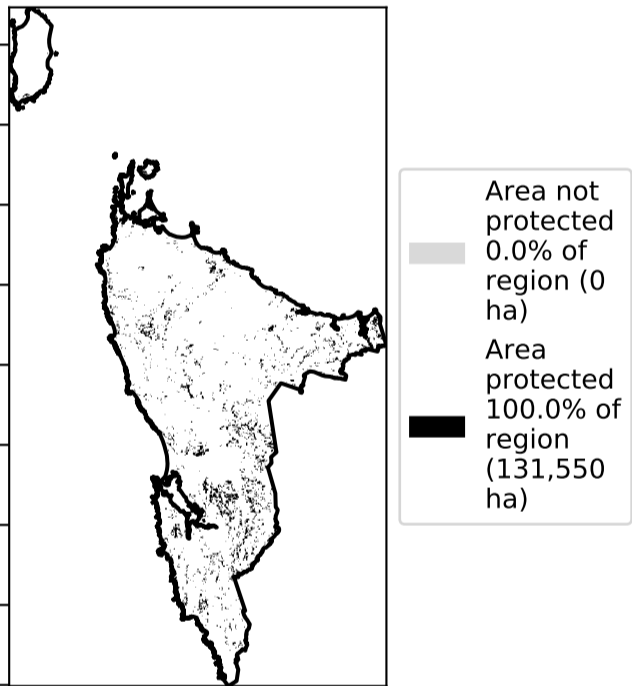 Area not
protected
0.0% of
region (0
ha)
Area
protected
100.0% of
region
(131,550
ha)